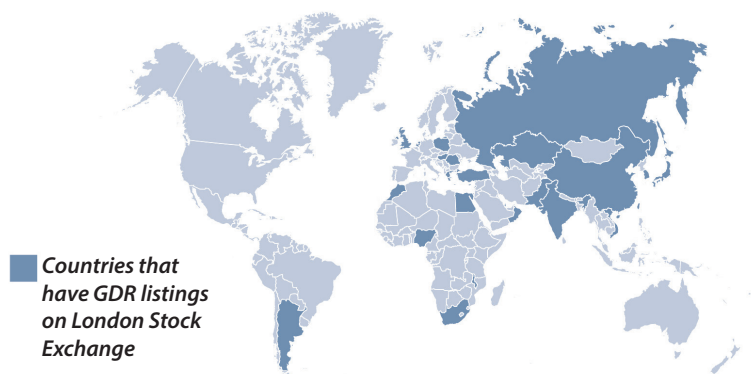 Countries that
have GDR listings
on London Stock
Exchange